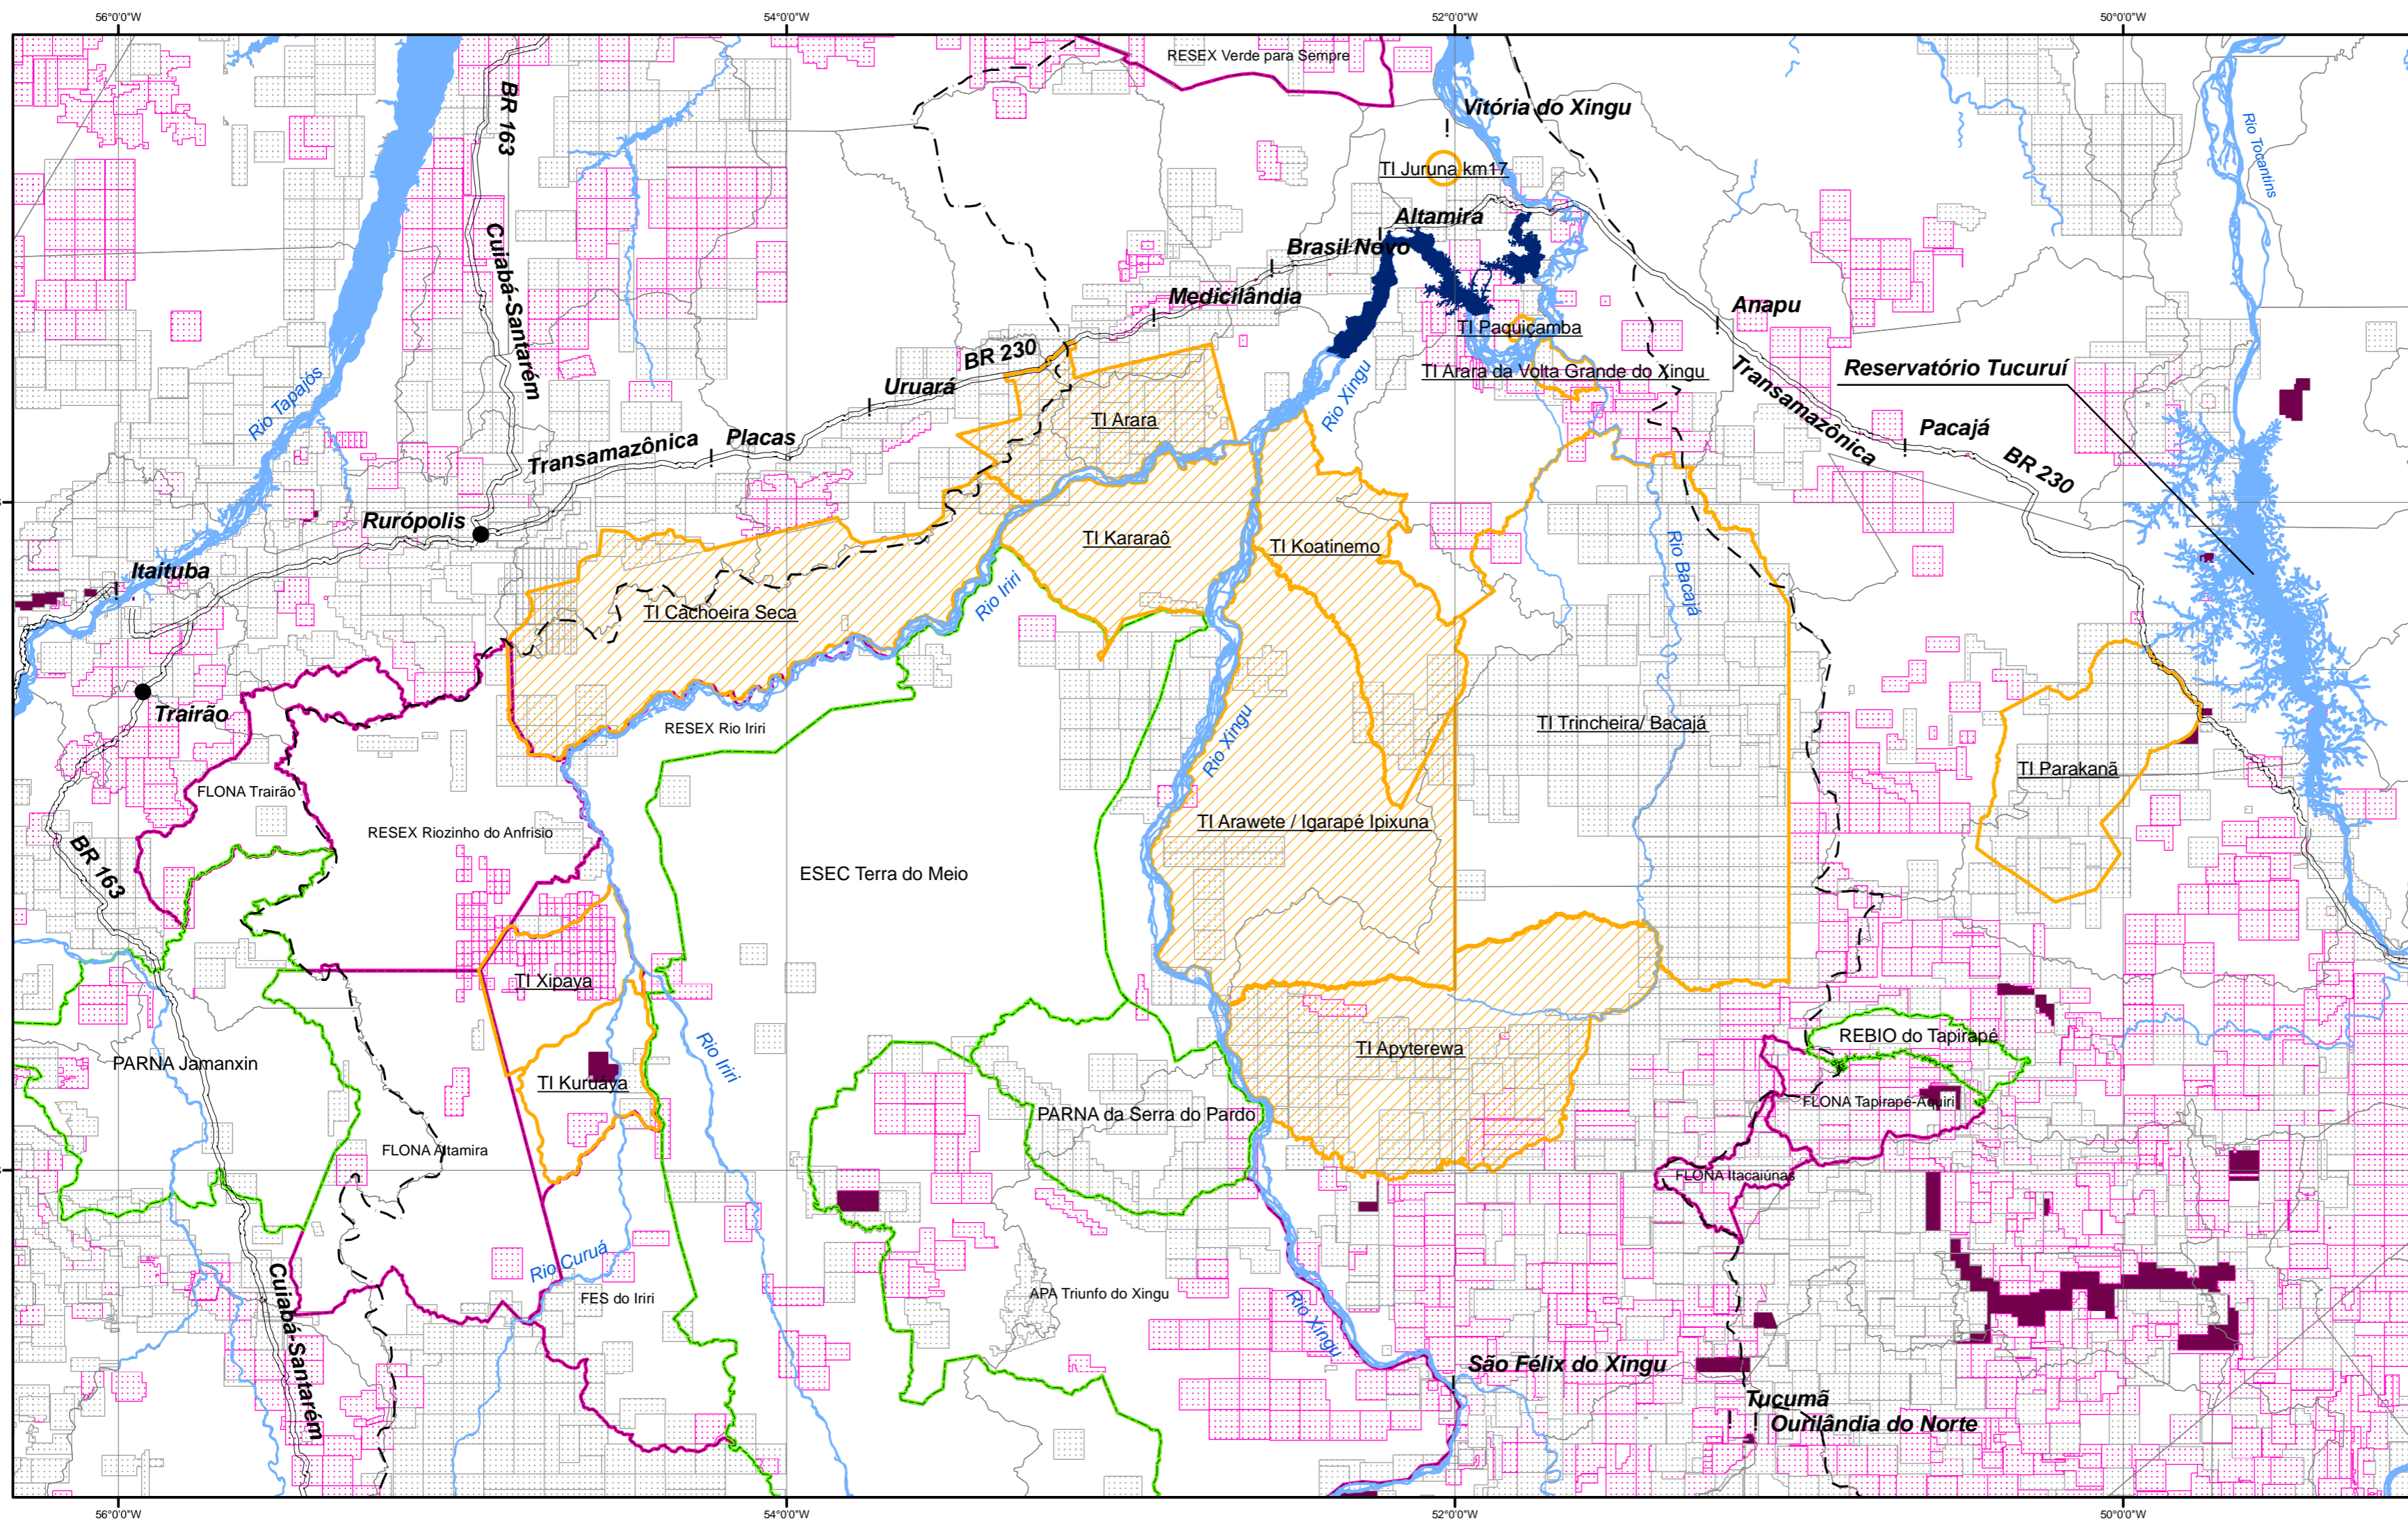 56°0'0"W
54°0'0"W
52°0'0"W
50°0'0"W
RESEX Verde para Sempre
BR 163
Vitória do Xingu
Rio Tocantins
TI Juruna km17
Altamira
Cuiabá-Santarém
Brasil Novo
Medicilândia
Anapu
TI Paquiçamba
BR 230
Reservatório Tucuruí
TI Arara da Volta Grande do Xingu
Uruará
Rio Xingu
Rio Tapajós
Transamazônica
TI Arara
Pacajá
Placas
Transamazônica
BR 230
Rurópolis
TI Kararaô
TI Koatinemo
Itaituba
Rio Bacajá
Rio Iriri
TI Cachoeira Seca
Trairão
RESEX Rio Iriri
TI Trincheira/ Bacajá
Rio Xingu
TI Parakanã
FLONA Trairão
TI Arawete / Igarapé Ipixuna
RESEX Riozinho do Anfrisio
BR 163
ESEC Terra do Meio
TI Xipaya
REBIO do Tapirapé
TI Apyterewa
Rio Iriri
PARNA Jamanxin
TI Kuruáya
FLONA Tapirapé-Aquiri
PARNA da Serra do Pardo
FLONA Altamira
FLONA Itacaiúnas
Rio Curuá
FES do Iriri
APA Triunfo do Xingu
Rio Xingu
Cuiabá-Santarém
São Félix do Xingu
Tucumã
Ourilândia do Norte
56°0'0"W
54°0'0"W
52°0'0"W
50°0'0"W